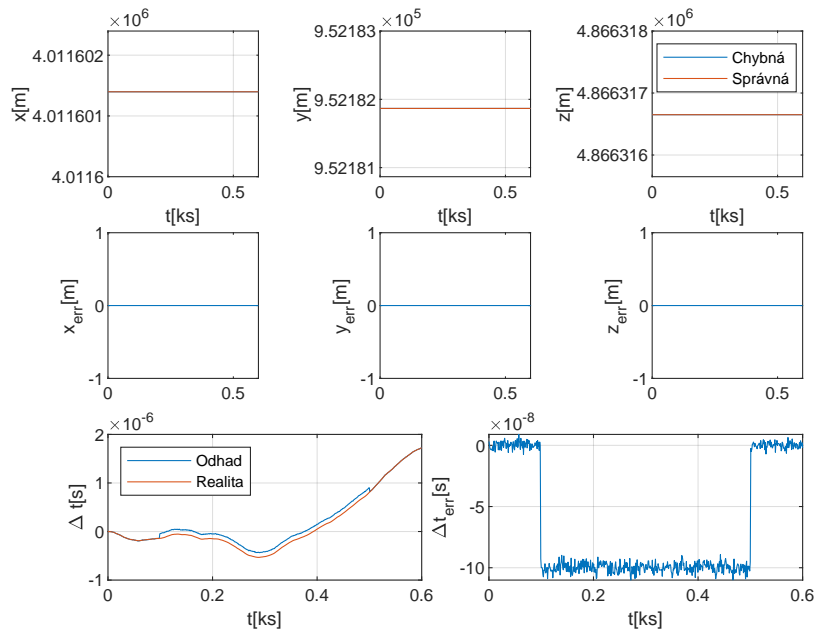 ×10^6
4.011602
4.011601
4.0116
x[m]
0
0.5
t[ks]
×10^5
9.52183
9.52182
9.52181
y[m]
0
0.5
t[ks]
×10^6
4.866318
4.866317
4.866316
z[m]
Chybná
Správná
0
0.5
t[ks]
1
0
-1
x_err[m]
0
0.5
1
0
-1
y_err[m]
0
0.5
1
0
-1
z_err[m]
0
0.5
×10^-6
2
1
0
-1
Δ t[s]
Odhad
Realita
0
0.2
0.4
0.6
t[ks]
×10^-8
0
-5
-10
Δt_err[s]
0
0.2
0.4
0.6
t[ks]